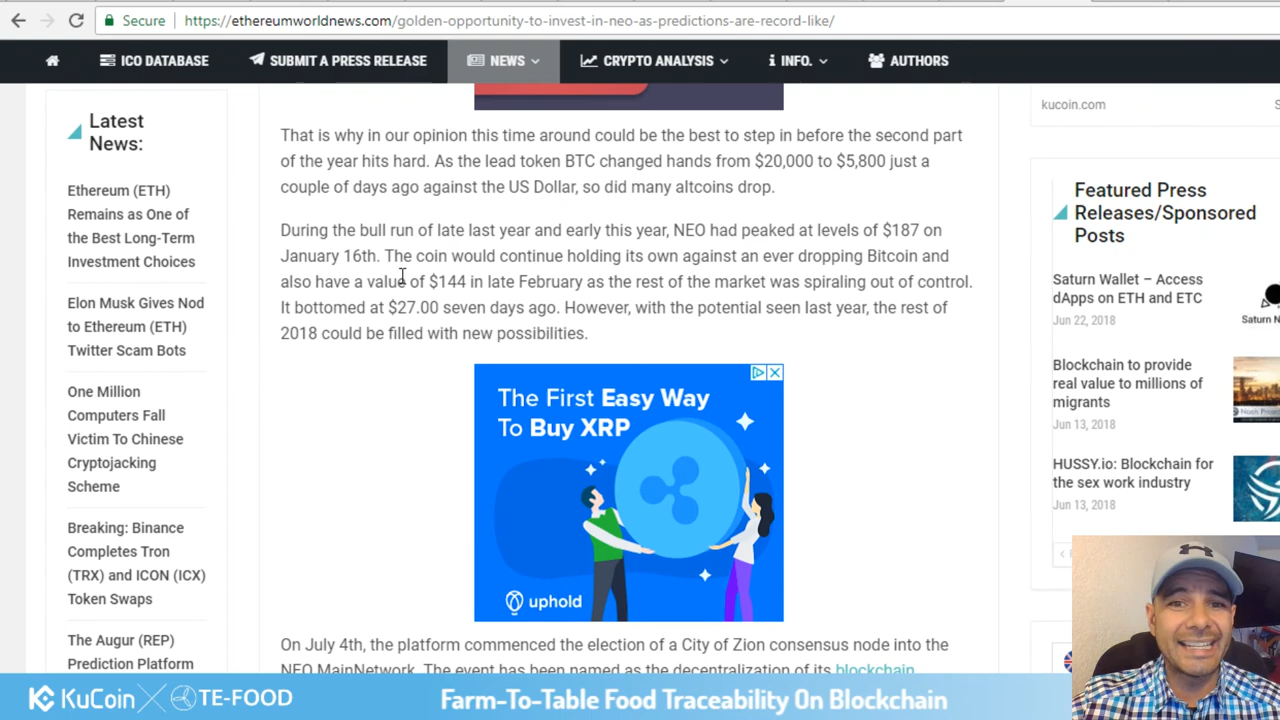 Secure
https://ethereumworldnews.com/golden-opportunity-to-invest-in-neo-as-predictions-are-record-like/
ICO DATABASE
SUBMIT A PRESS RELEASE
NEWS
CRYPTO ANALYSIS
INFO.
AUTHORS
Latest
News:
Ethereum (ETH)
Remains as One of
the Best Long-Term
Investment Choices
Elon Musk Gives Nod
to Ethereum (ETH)
Twitter Scam Bots
One Million
Computers Fall
Victim To Chinese
Cryptojacking
Scheme
Breaking: Binance
Completes Tron
(TRX) and ICON (ICX)
Token Swaps
The Augur (REP)
Prediction Platform
That is why in our opinion this time around could be the best to step in before the second part
of the year hits hard. As the lead token BTC changed hands from $20,000 to $5,800 just a
couple of days ago against the US Dollar, so did many altcoins drop.
During the bull run of late last year and early this year, NEO had peaked at levels of $187 on
January 16th. The coin would continue holding its own against an ever dropping Bitcoin and
also have a value of $144 in late February as the rest of the market was spiraling out of control.
It bottomed at $27.00 seven days ago. However, with the potential seen last year, the rest of
2018 could be filled with new possibilities.
The First Easy Way
To Buy XRP
uphold
On July 4th, the platform commenced the election of a City of Zion consensus node into the
NEO MainNetwork. The event has been named as the decentralization of its blockchain
kucoin.com
Featured Press
Releases/Sponsored
Posts
Saturn Wallet – Access
dApps on ETH and ETC
Jun 22, 2018
Saturn N
Blockchain to provide
real value to millions of
migrants
Jun 13, 2018
HUSSY.io: Blockchain for
the sex work industry
Jun 13, 2018
KuCoin
TE-FOOD
Farm-To-Table Food Traceability On Blockchain